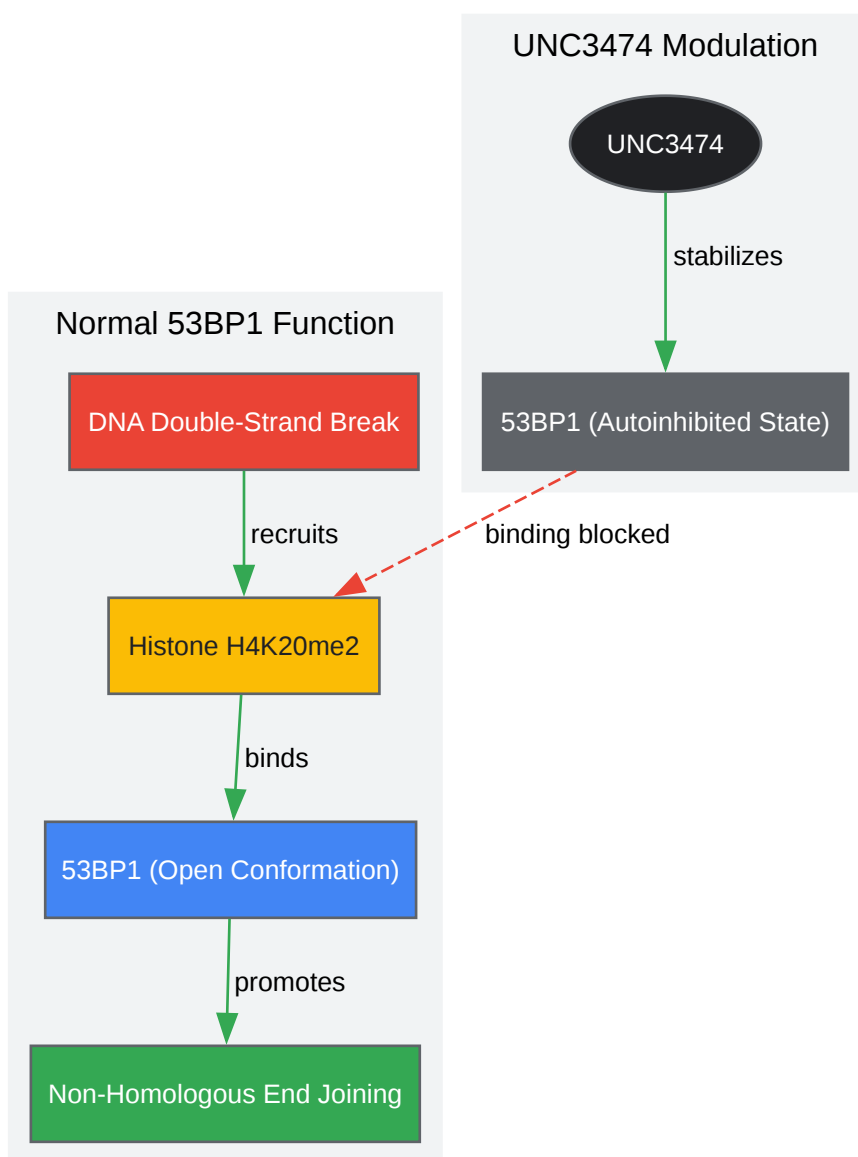 UNC3474 Modulation
UNC3474
stabilizes
53BP1 (Autoinhibited State)
binding blocked
Normal 53BP1 Function
DNA Double-Strand Break
recruits
Histone H4K20me2
binds
53BP1 (Open Conformation)
promotes
Non-Homologous End Joining